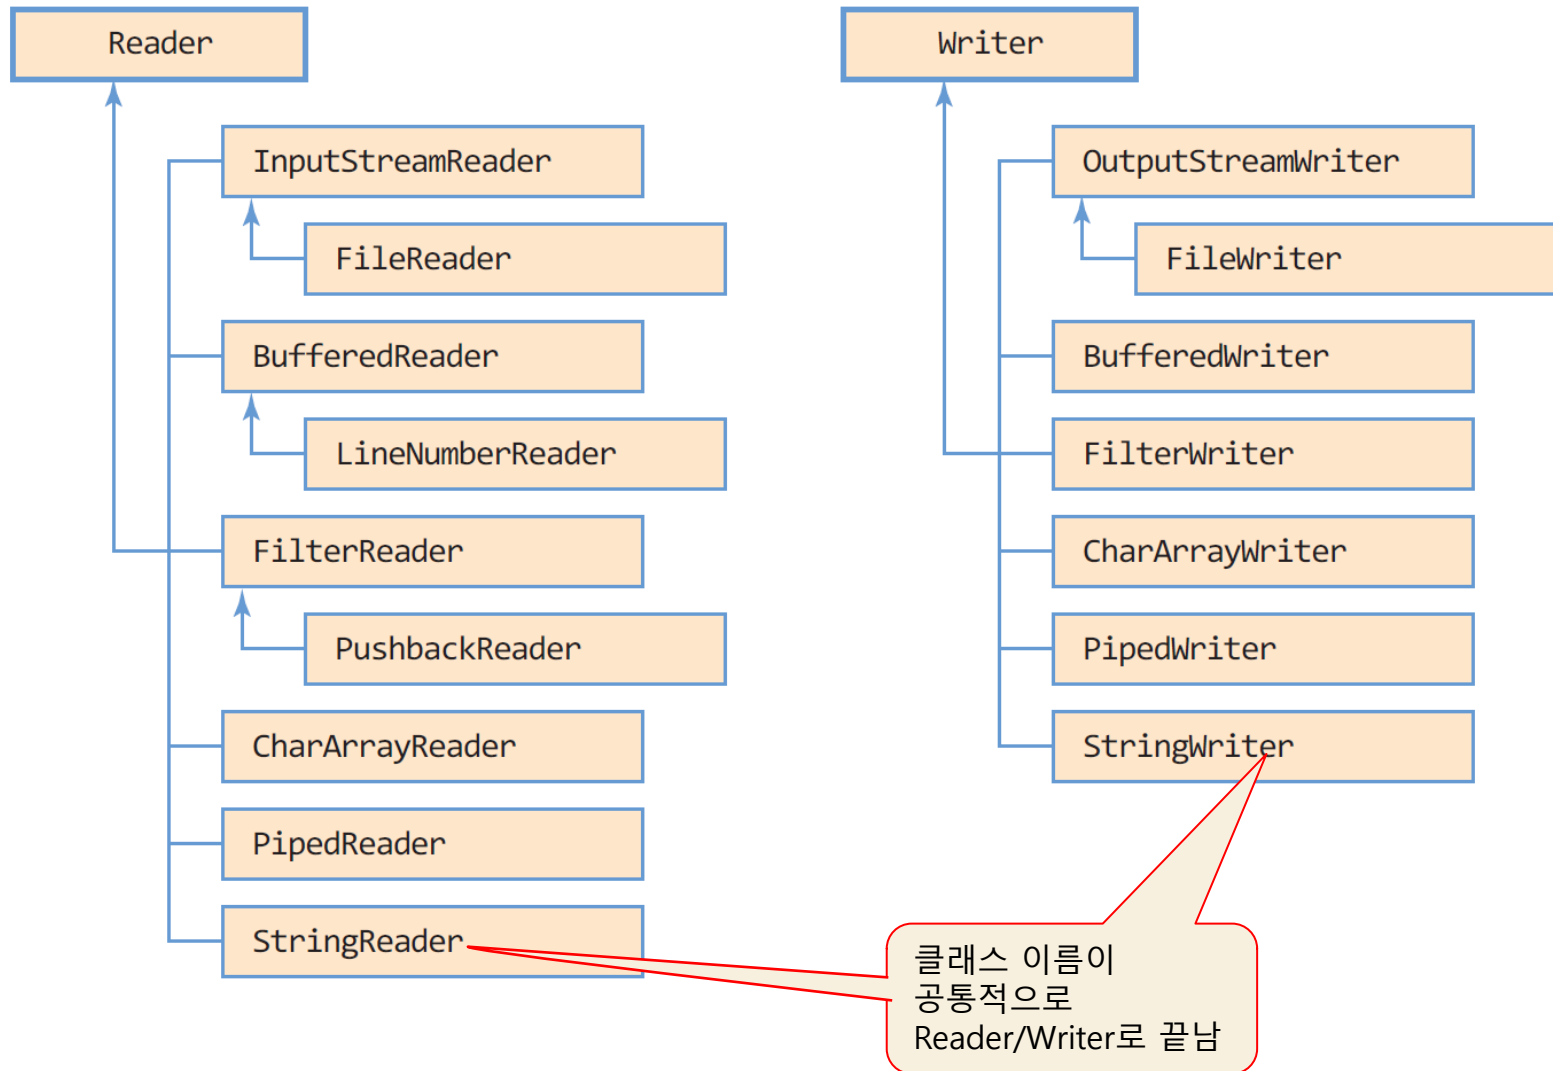 Reader
InputStreamReader
FileReader
BufferedReader
LineNumberReader
FilterReader
PushbackReader
CharArrayReader
PipedReader
StringReader
Writer
OutputStreamWriter
FileWriter
BufferedWriter
FilterWriter
CharArrayWriter
PipedWriter
StringWriter
클래스 이름이
공통적으로
Reader/Writer로 끝남